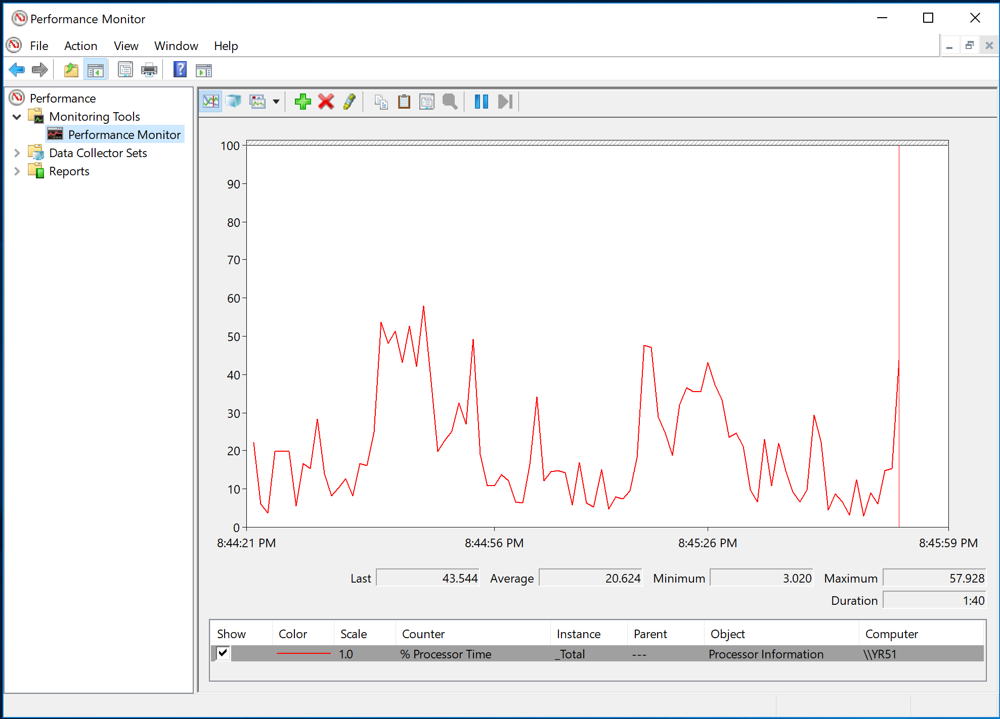 Performance Monitor
File Action View Window Help
Performance
Monitoring Tools
Performance Monitor
Data Collector Sets
Reports
100
90
80
70
60
50
40
30
20
10
0
8:44:21 PM 8:44:56 PM 8:45:26 PM 8:45:59 PM
Last 43.544 Average 20.624 Minimum 3.020 Maximum 57.928
Duration 1:40
Show Color Scale Counter Instance Parent Object Computer
1.0 % Processor Time _Total --- Processor Information \\YR51